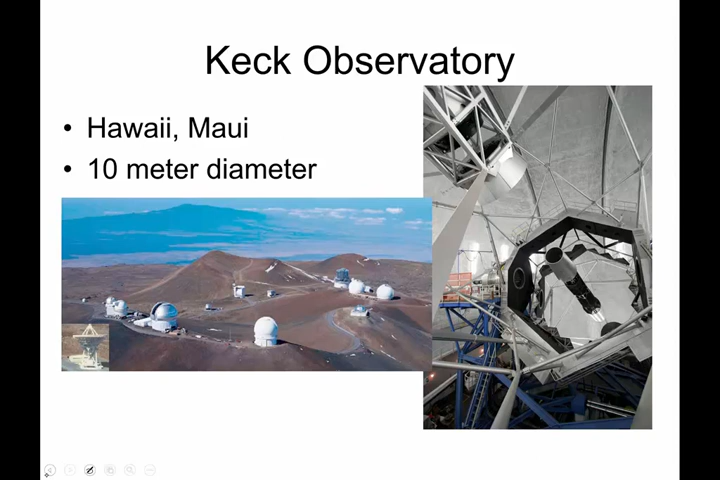 Keck Observatory
• Hawaii, Maui
• 10 meter diameter